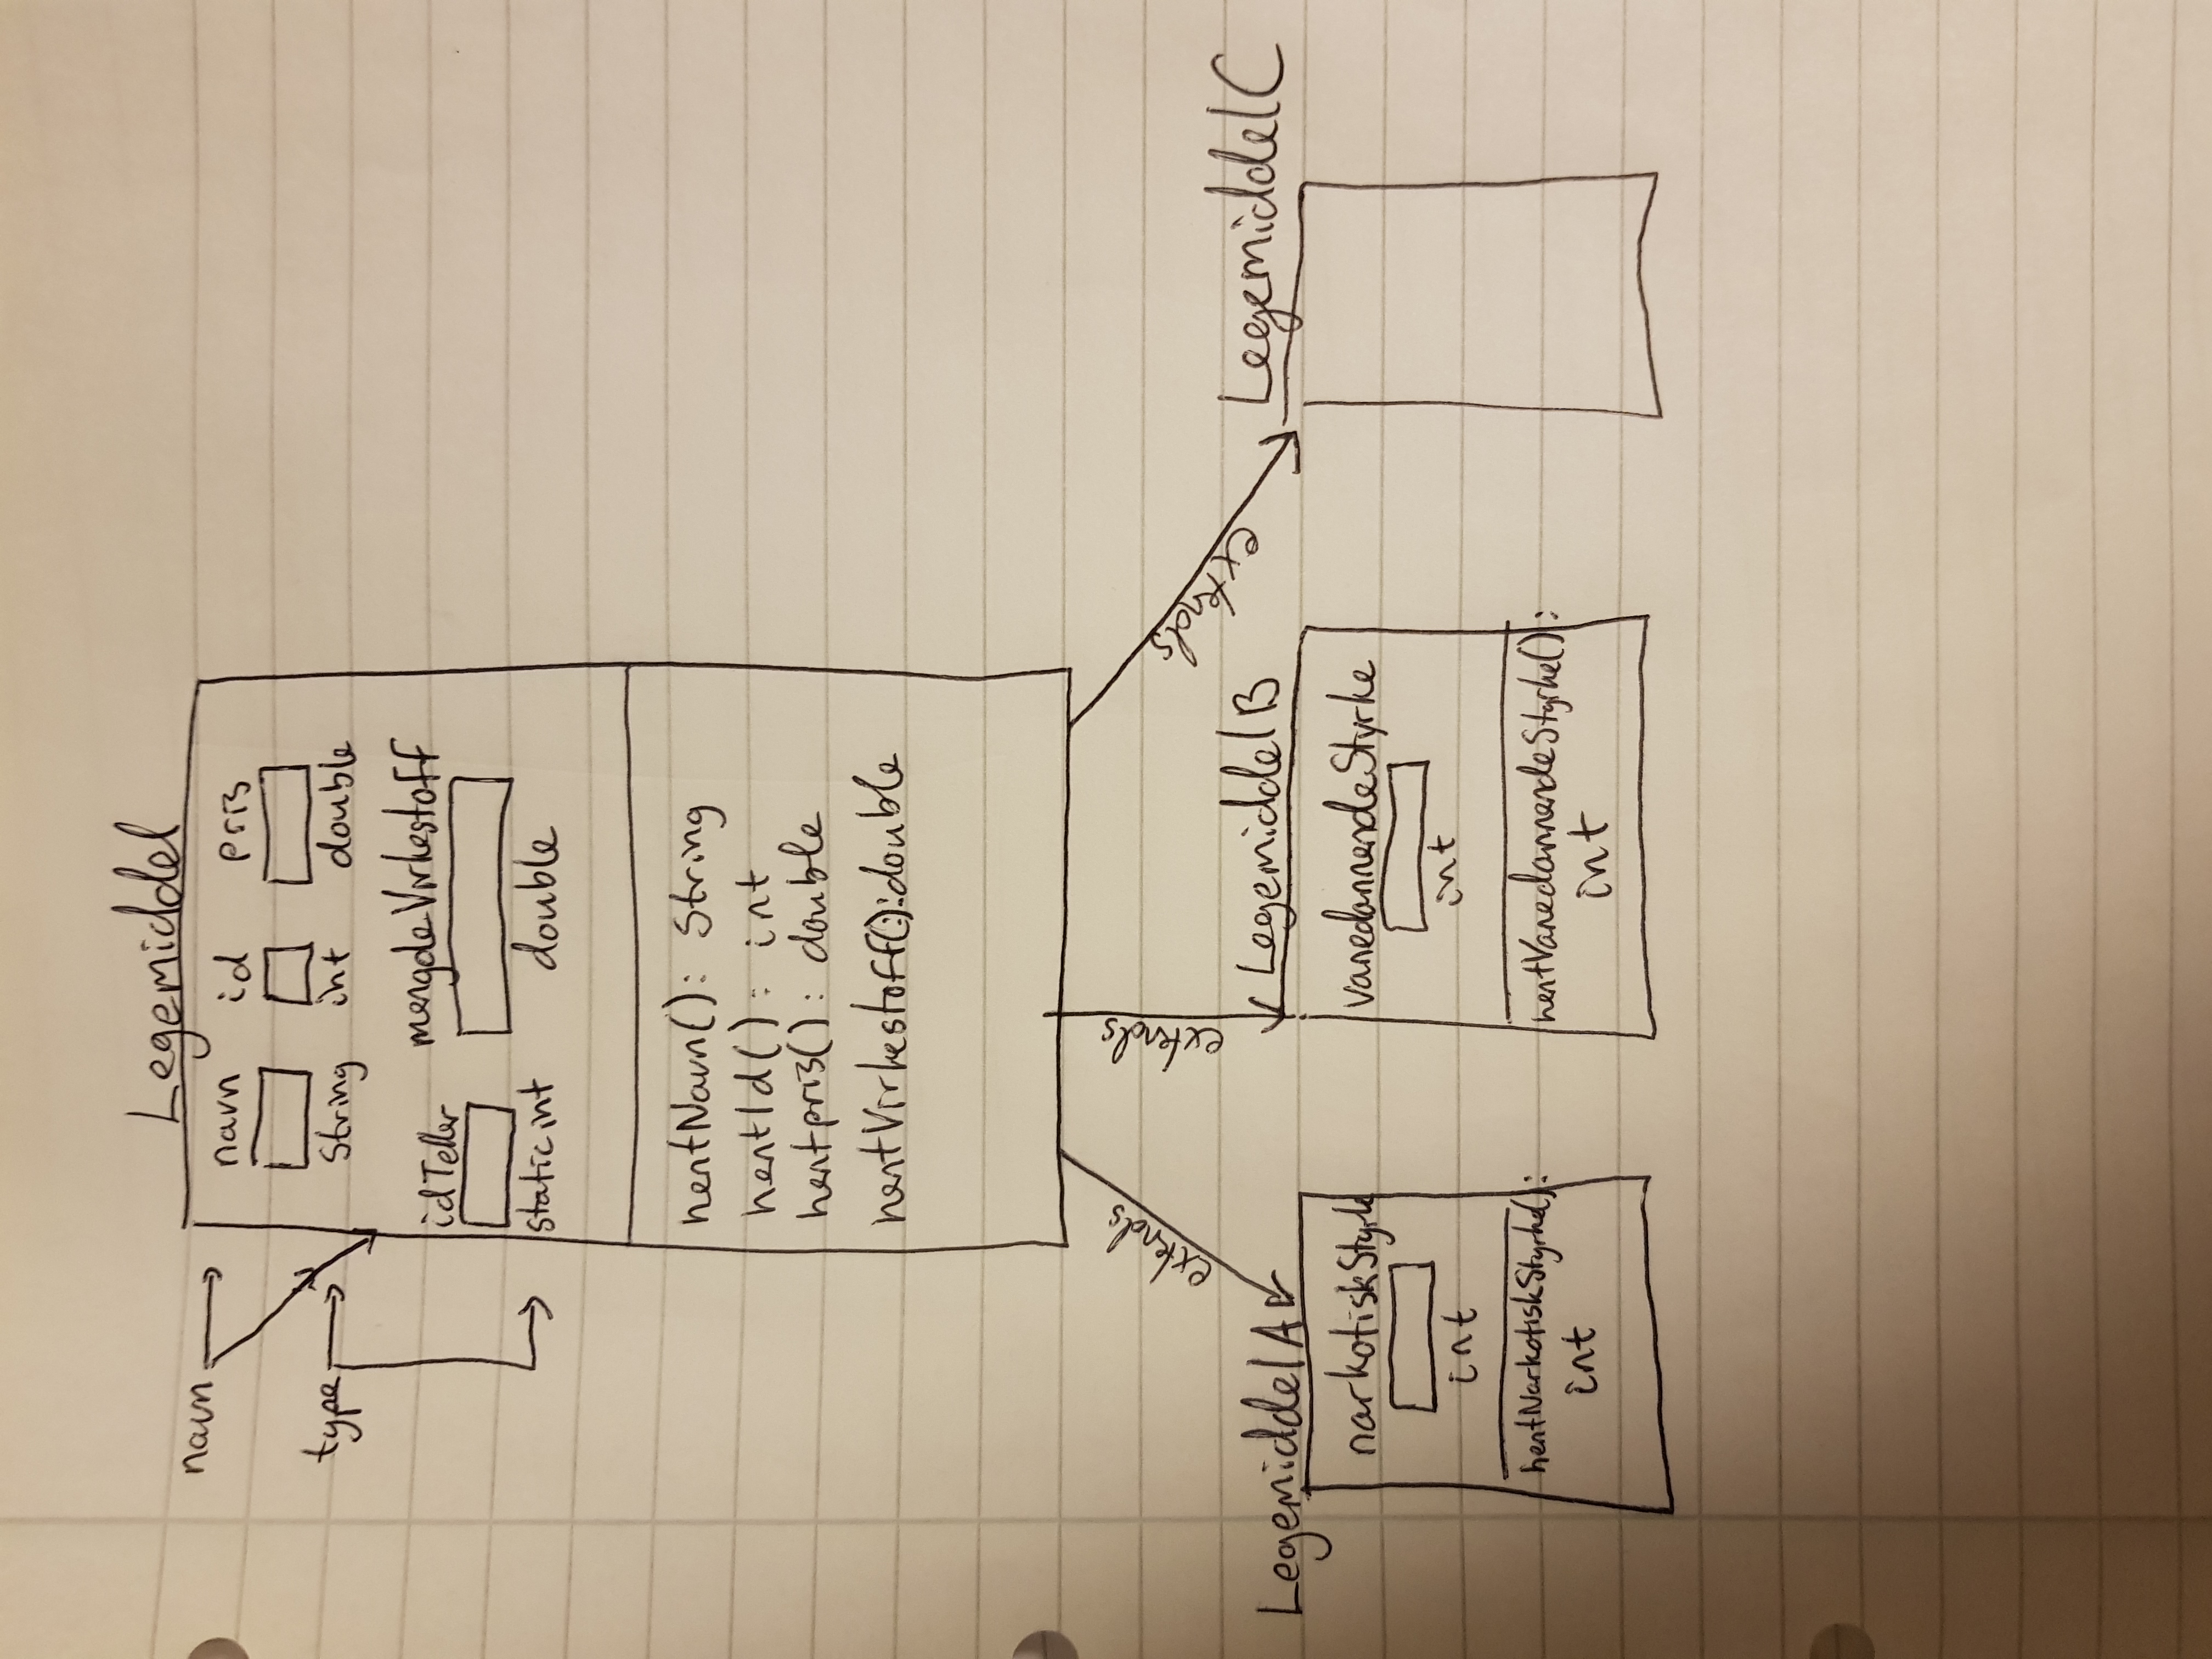 Legemiddel
navn
navn id pris
type
String int double
idTeller mengdeVirkestoff
static int double
hentNavn(): String
hentId(): int
hentpris(): double
hentVirkestoff():double
extends
extends
extends
LegemiddelA
narkotiskStyrke
int
hentNarkotiskStyrke():
int
LegemiddelB
vanedannendeStyrke
int
hentVanedannendeStyrke():
int
LegemiddelC